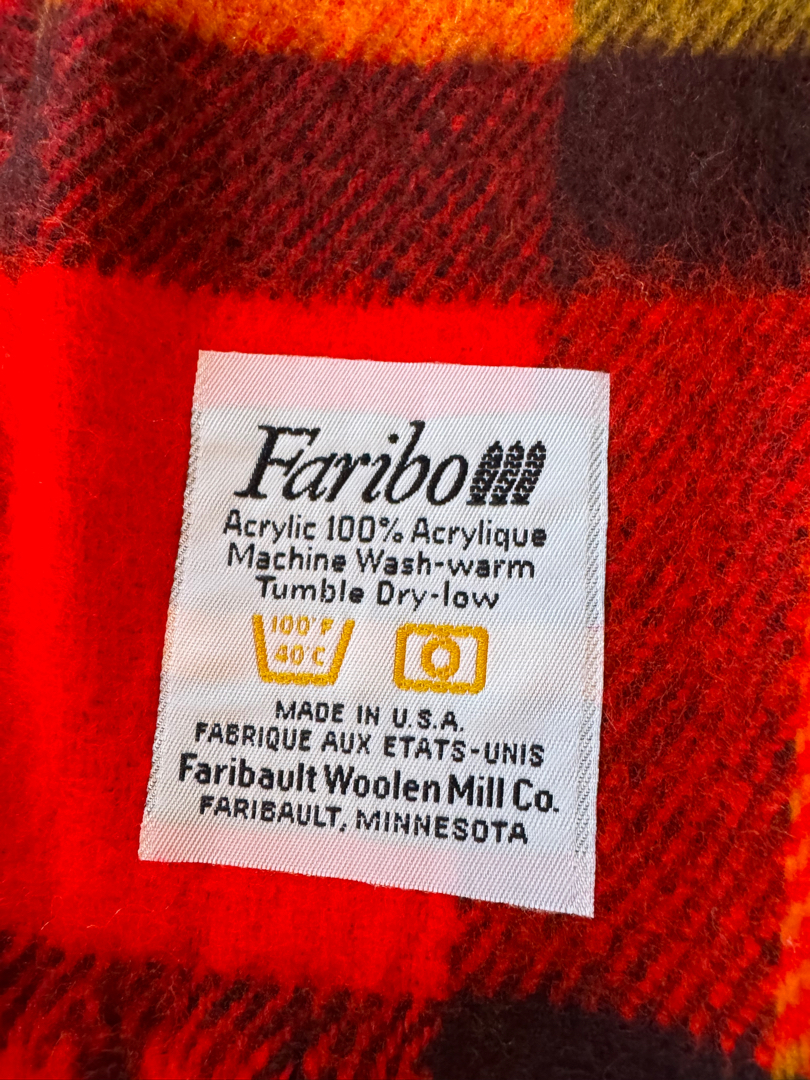 Faribo
Acrylic 100% Acrylique
Machine Wash-warm
Tumble Dry-low
100°F
40°C
MADE IN U.S.A.
FABRIQUE AUX ETATS-UNIS
Faribault Woolen Mill Co.
FARIBAULT, MINNESOTA